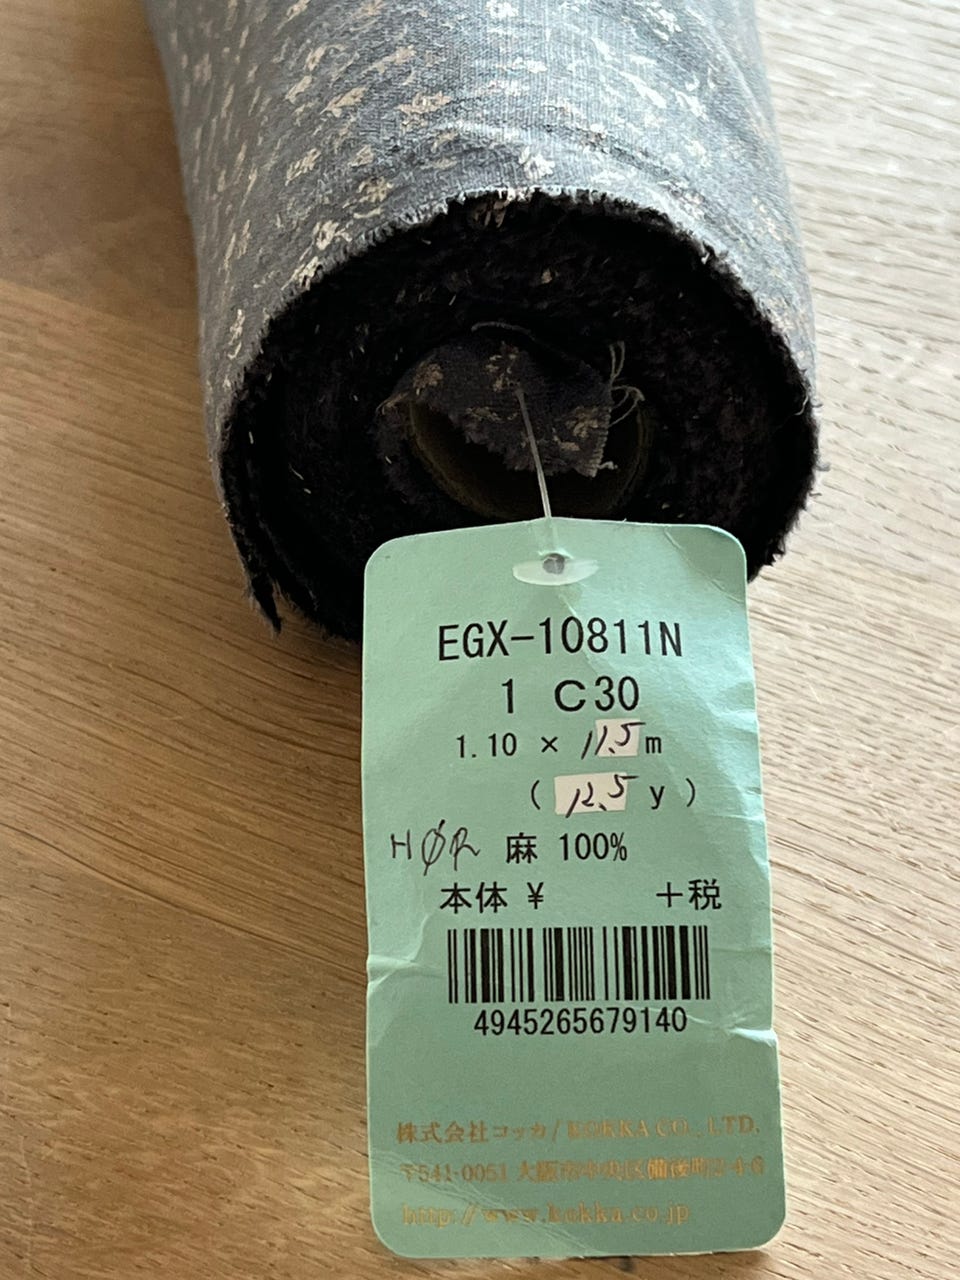 EGX-10811N
1 C30
1.10 × 11.5 m
( 12.5 y )
HØR 麻 100%
本体 ¥ +税
4945265679140
株式会社コッカ/KOKKA CO., LTD.
〒541-0051 大阪市中央区備後町2-4-6
http://www.kokka.co.jp